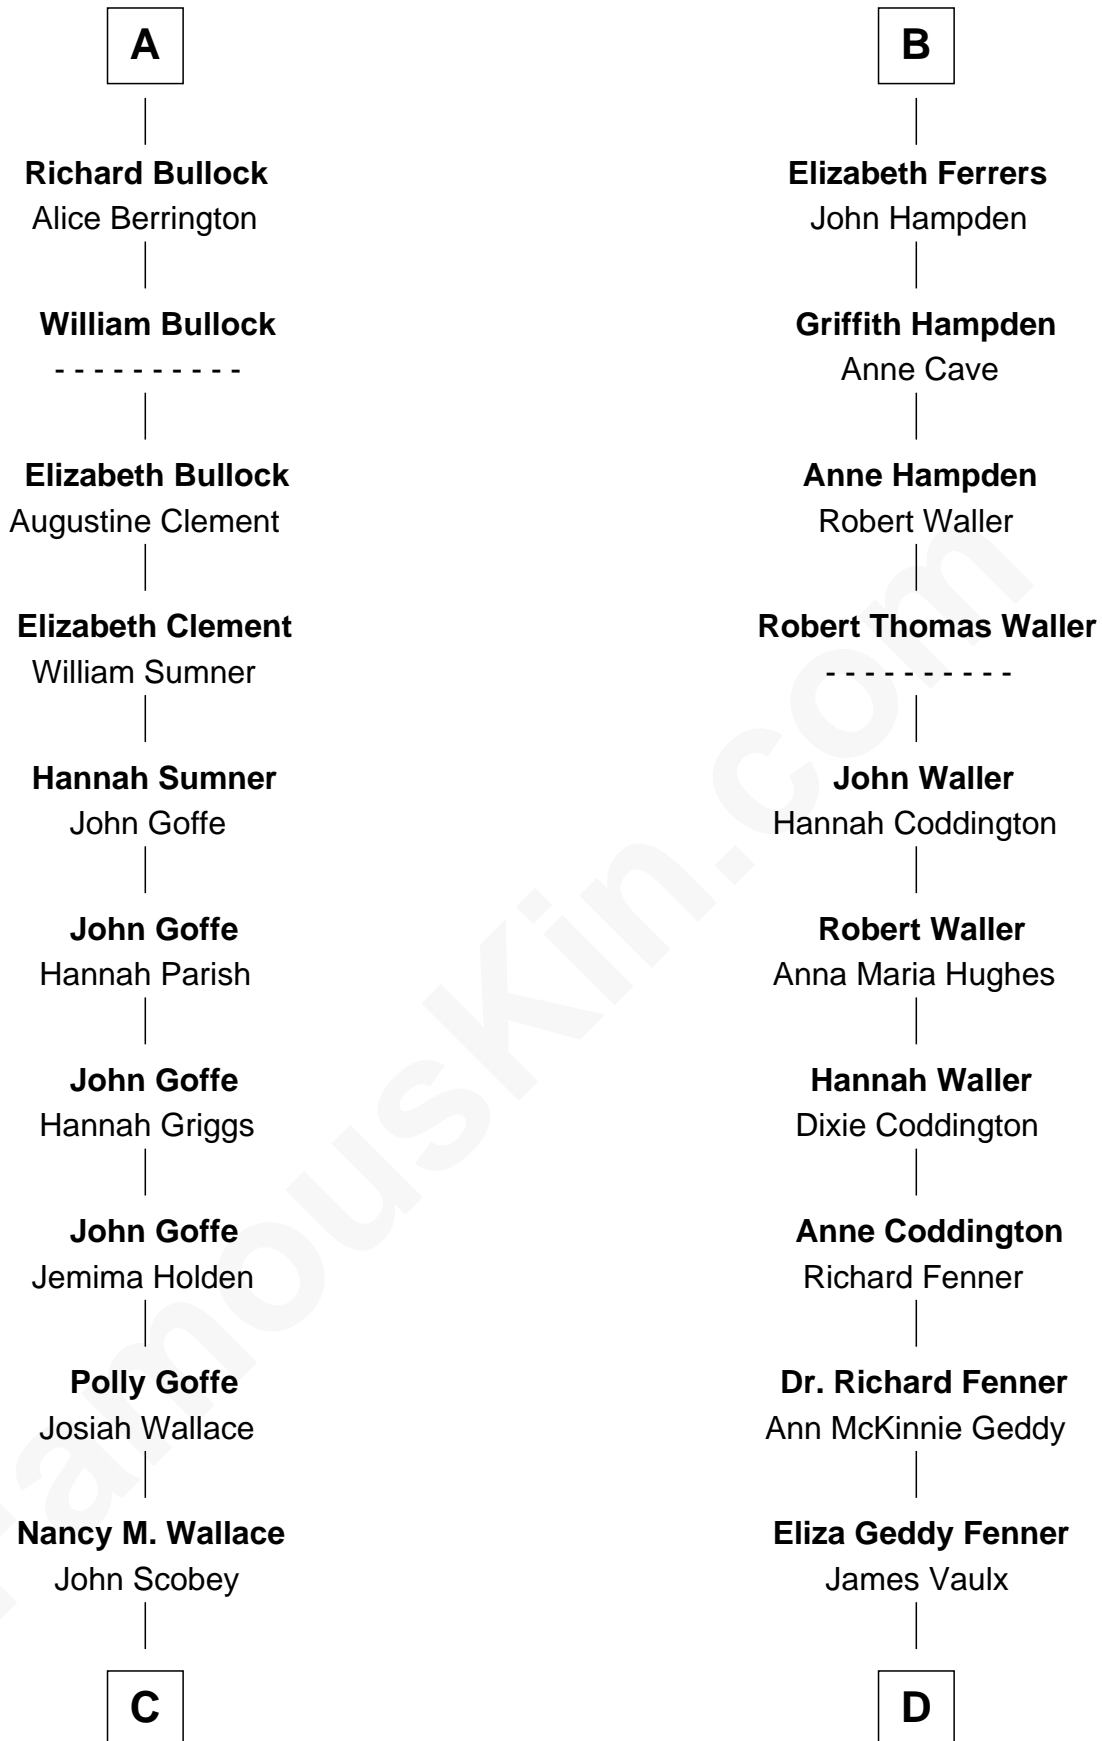 A
Richard Bullock
Alice Berrington
William Bullock
- - - - - - - - - -
Elizabeth Bullock
Augustine Clement
Elizabeth Clement
William Sumner
Hannah Sumner
John Goffe
John Goffe
Hannah Parish
John Goffe
Hannah Griggs
John Goffe
Jemima Holden
Polly Goffe
Josiah Wallace
Nancy M. Wallace
John Scobey
C
B
Elizabeth Ferrers
John Hampden
Griffith Hampden
Anne Cave
Anne Hampden
Robert Waller
Robert Thomas Waller
- - - - - - - - - -
John Waller
Hannah Coddington
Robert Waller
Anna Maria Hughes
Hannah Waller
Dixie Coddington
Anne Coddington
Richard Fenner
Dr. Richard Fenner
Ann McKinnie Geddy
Eliza Geddy Fenner
James Vaulx
D
FamousKin.com